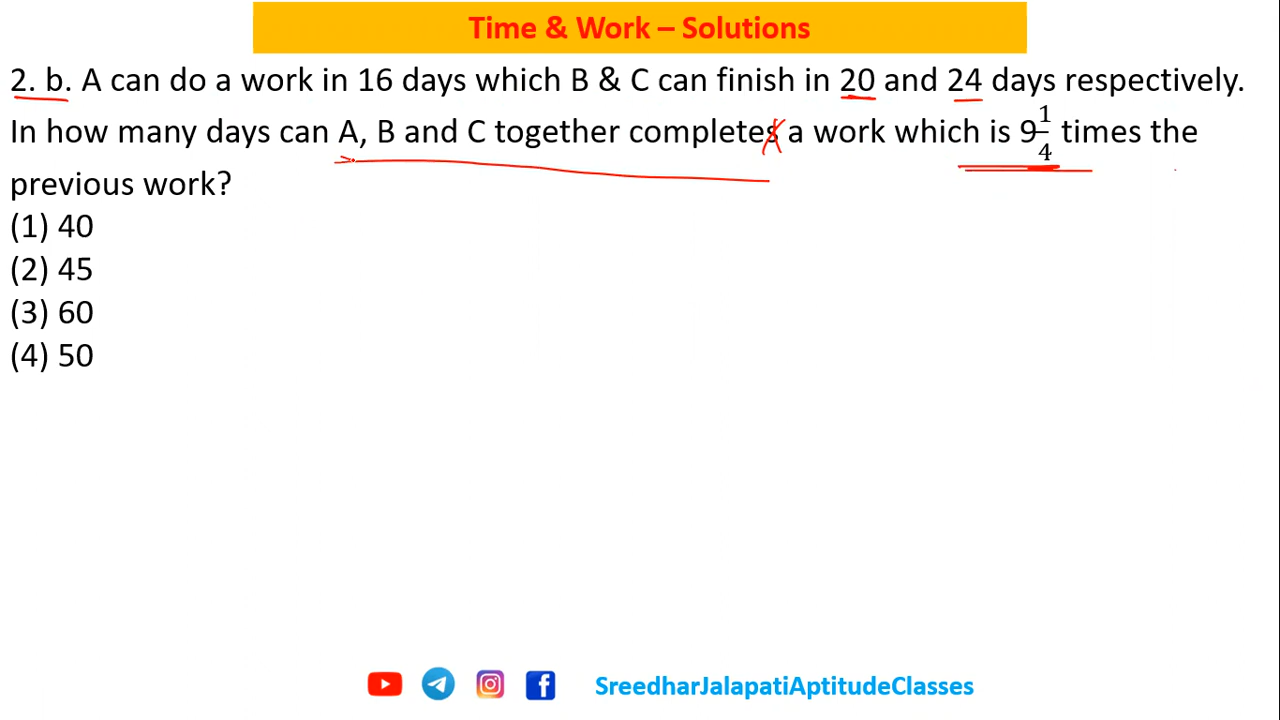 Time & Work – Solutions
2. b. A can do a work in 16 days which B & C can finish in 20 and 24 days respectively.
In how many days can A, B and C together completes a work which is 9 1/4 times the
previous work?
(1) 40
(2) 45
(3) 60
(4) 50
SreedharJalapatiAptitudeClasses